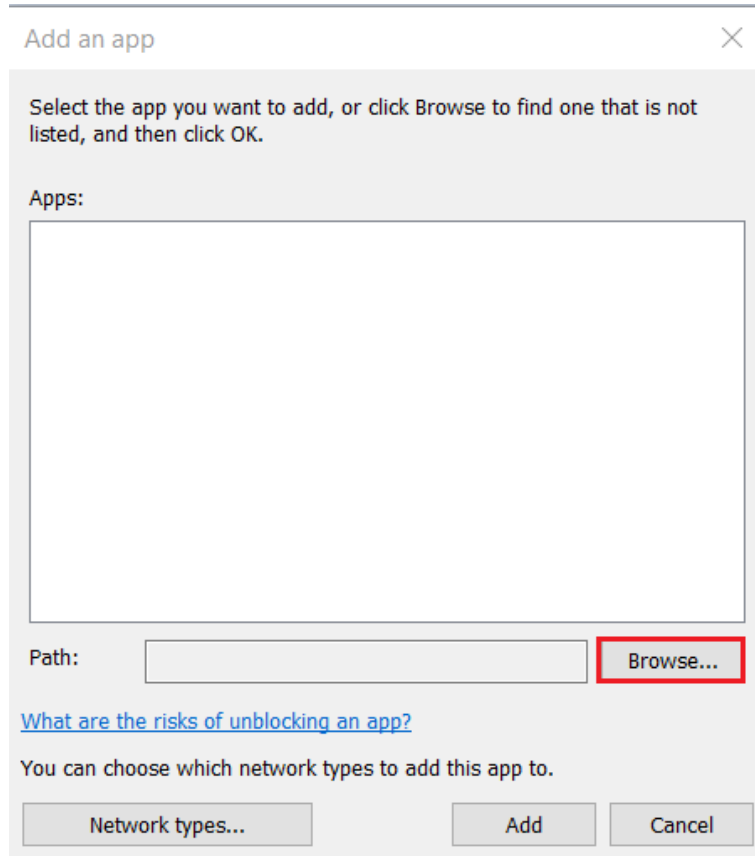 Add an app
Select the app you want to add, or click Browse to find one that is not
listed, and then click OK.
Apps:
Path:
Browse...
What are the risks of unblocking an app?
You can choose which network types to add this app to.
Network types...
Add
Cancel